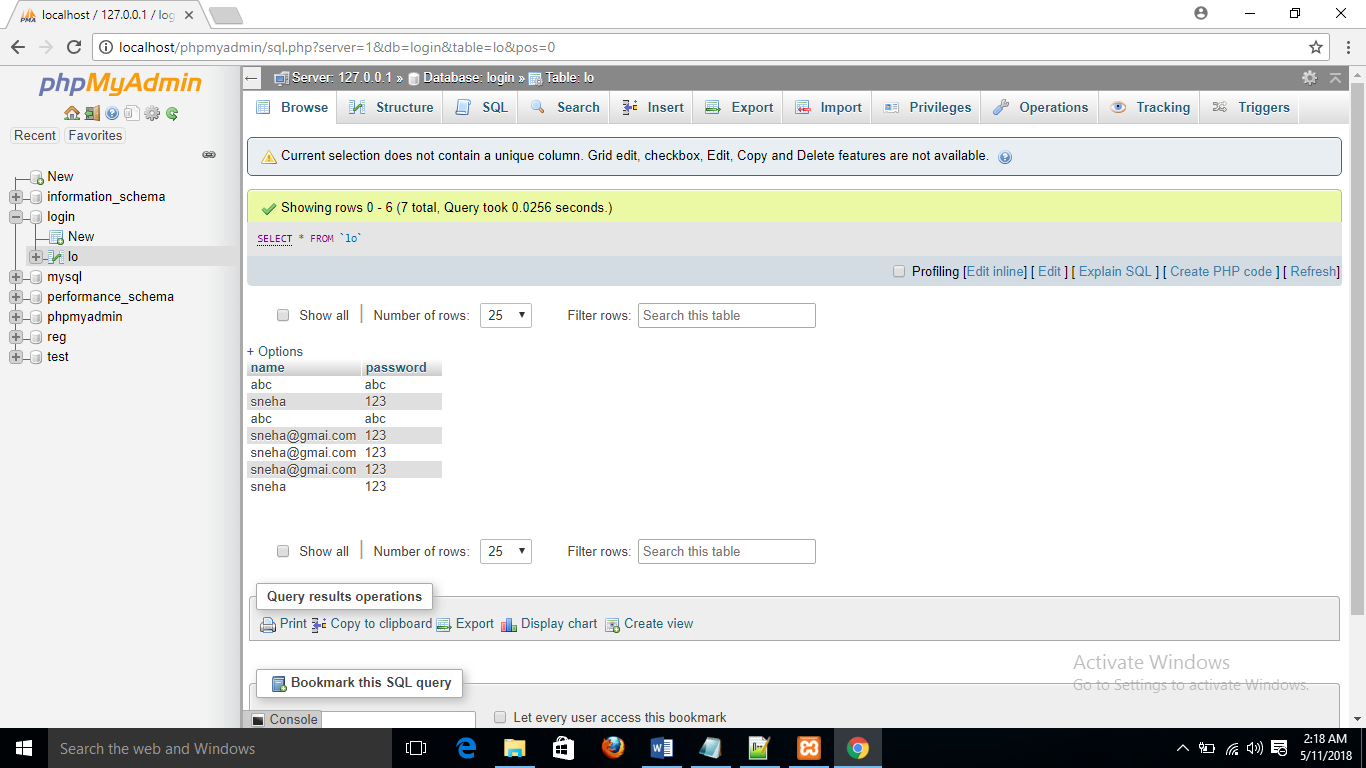 localhost / 127.0.0.1 / log
localhost/phpmyadmin/sql.php?server=1&db=login&table=lo&pos=0
phpMyAdmin
Recent Favorites
New
information_schema
login
New
lo
mysql
performance_schema
phpmyadmin
reg
test
Server: 127.0.0.1 » Database: login » Table: lo
Browse Structure SQL Search Insert Export Import Privileges Operations Tracking Triggers
Current selection does not contain a unique column. Grid edit, checkbox, Edit, Copy and Delete features are not available.
Showing rows 0 - 6 (7 total, Query took 0.0256 seconds.)
SELECT * FROM `lo`
Profiling [Edit inline] [ Edit ] [ Explain SQL ] [ Create PHP code ] [ Refresh]
Show all Number of rows: 25 Filter rows: Search this table
+ Options
name password
abc abc
sneha 123
abc abc
sneha@gmai.com 123
sneha@gmai.com 123
sneha@gmai.com 123
sneha 123
Show all Number of rows: 25 Filter rows: Search this table
Query results operations
Print Copy to clipboard Export Display chart Create view
Bookmark this SQL query
Console
Let every user access this bookmark
Activate Windows
Go to Settings to activate Windows.
Search the web and Windows
2:18 AM
5/11/2018